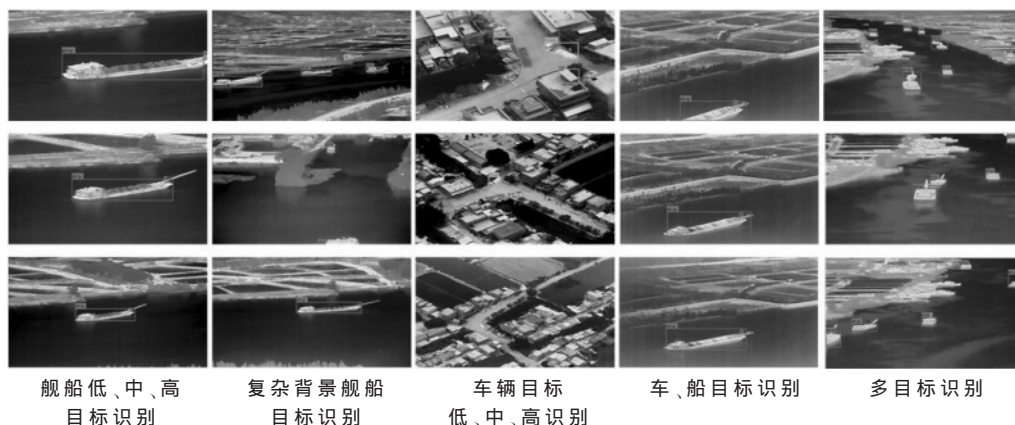 舰船低、中、高
目标识别
复杂背景舰船
目标识别
车辆目标
低、中、高识别
车、船目标识别
多目标识别